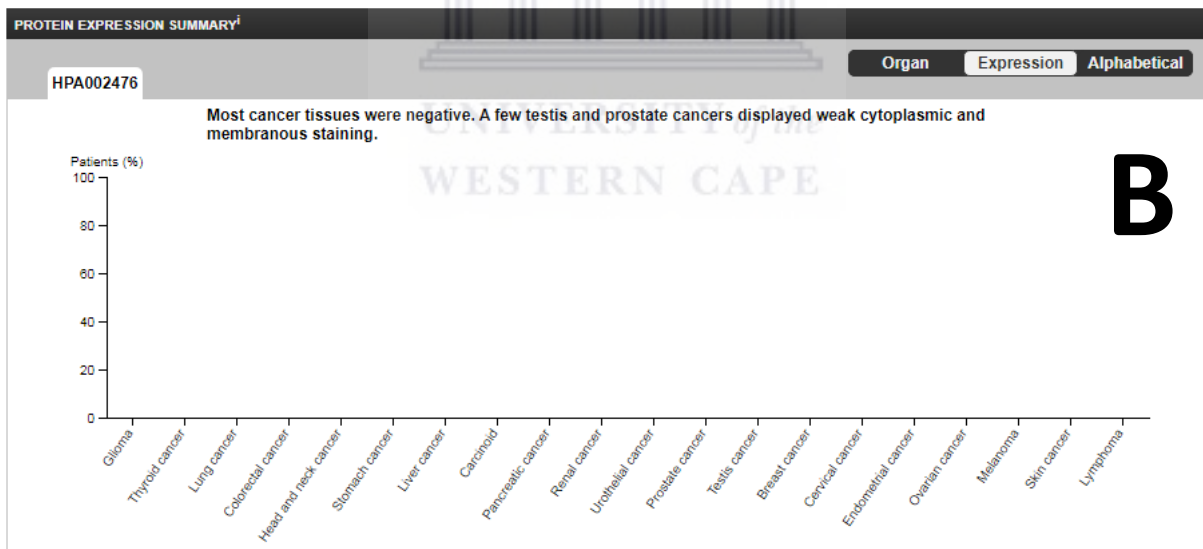 PROTEIN EXPRESSION SUMMARYi
Organ Expression Alphabetical
HPA002476
Most cancer tissues were negative. A few testis and prostate cancers displayed weak cytoplasmic and
membranous staining.
UNIVERSITY of the
WESTERN CAPE
B
Patients (%)
100
80
60
40
20
0
Glioma
Thyroid cancer
Lung cancer
Colorectal cancer
Head and neck cancer
Stomach cancer
Liver cancer
Carcinoid
Pancreatic cancer
Renal cancer
Urothelial cancer
Prostate cancer
Testis cancer
Breast cancer
Cervical cancer
Endometrial cancer
Ovarian cancer
Melanoma
Skin cancer
Lymphoma